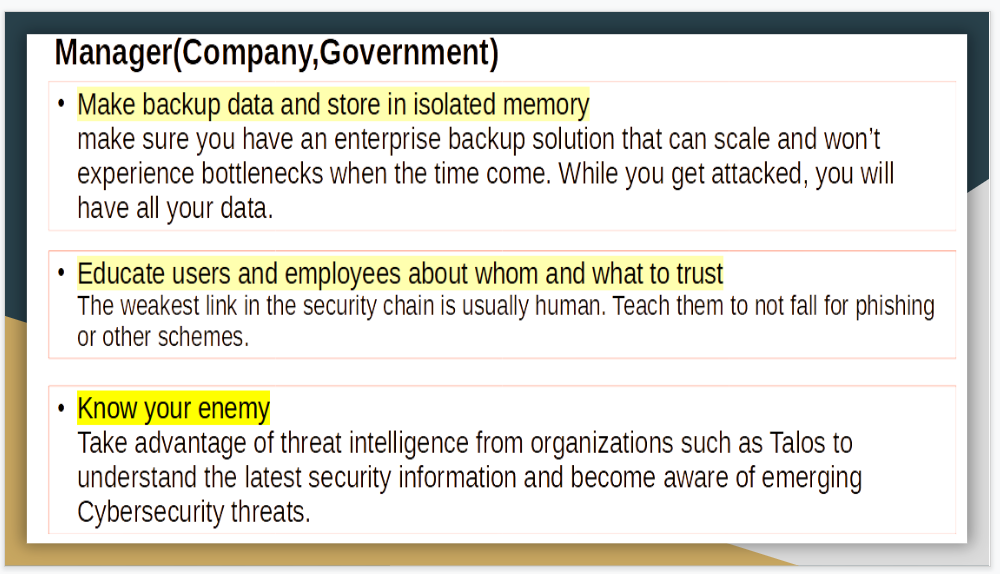 Manager(Company,Government)
• Make backup data and store in isolated memory
make sure you have an enterprise backup solution that can scale and won’t
experience bottlenecks when the time come. While you get attacked, you will
have all your data.
• Educate users and employees about whom and what to trust
The weakest link in the security chain is usually human. Teach them to not fall for phishing
or other schemes.
• Know your enemy
Take advantage of threat intelligence from organizations such as Talos to
understand the latest security information and become aware of emerging
Cybersecurity threats.